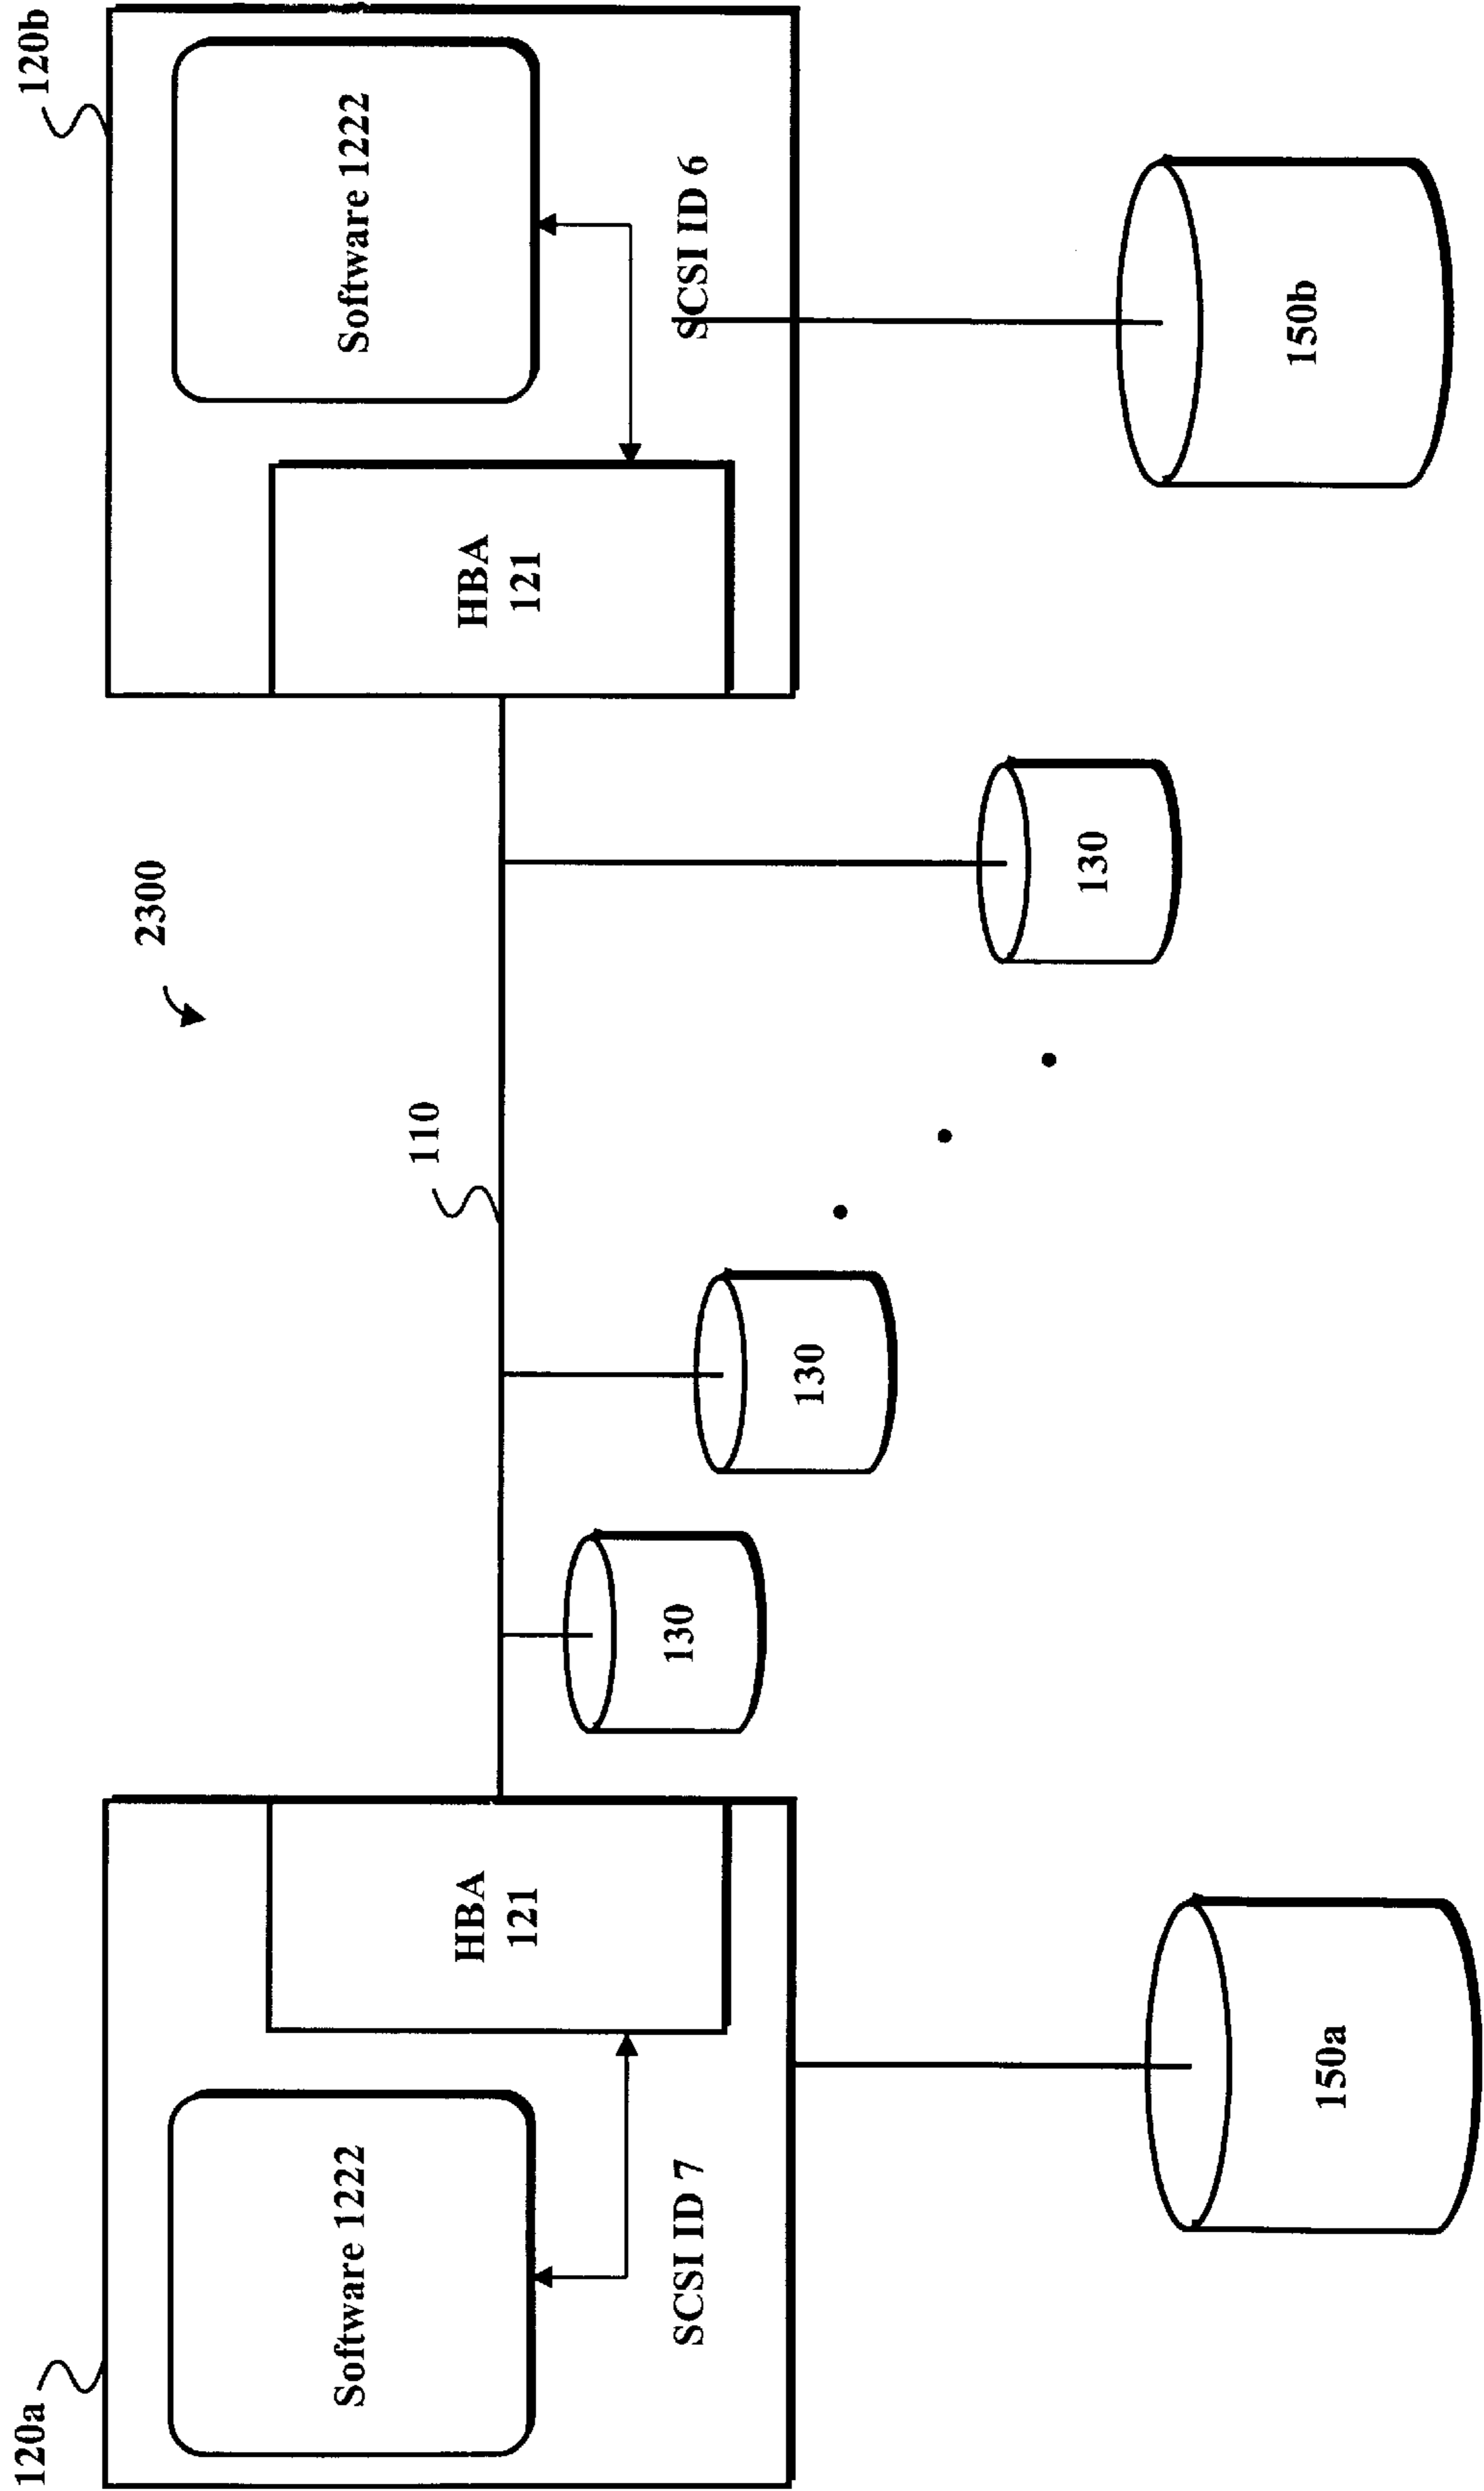 120a
120b
2300
110
Software 1222
HBA
121
SCSI ID 7
HBA
121
Software 1222
SCSI ID 6
130
130
130
150a
150b